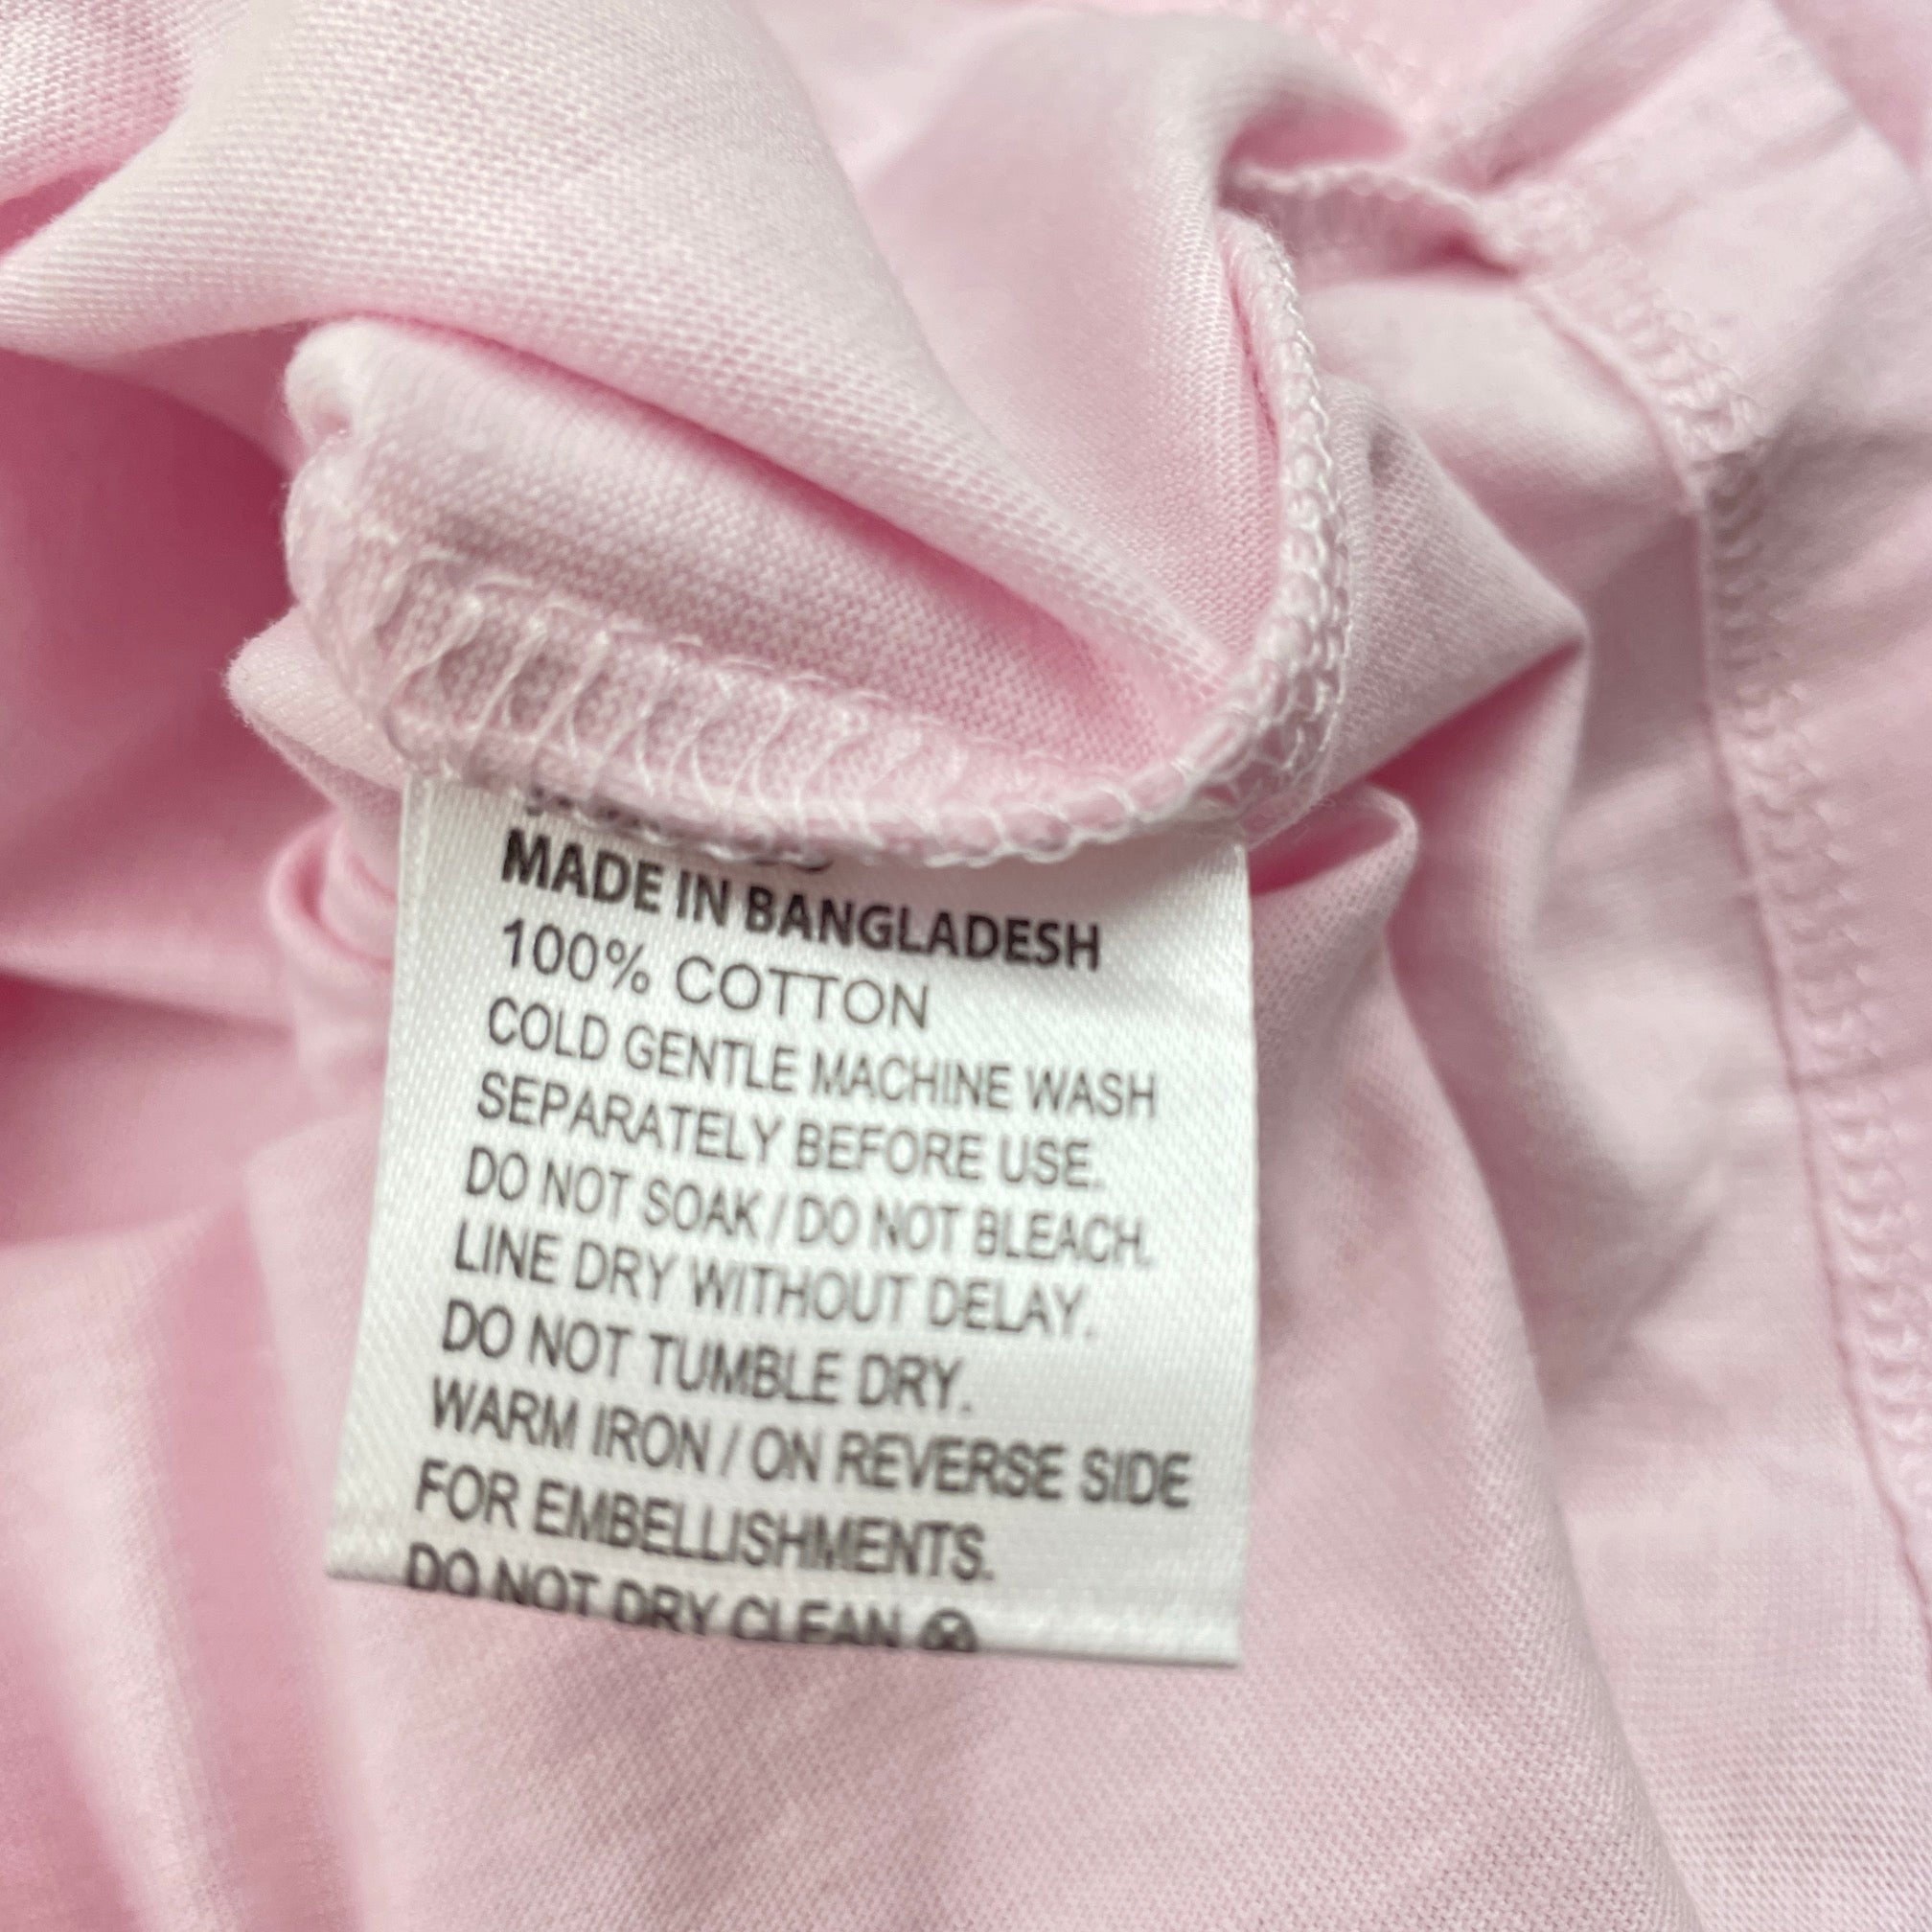 MADE IN BANGLADESH
100% COTTON
COLD GENTLE MACHINE WASH
SEPARATELY BEFORE USE.
DO NOT SOAK / DO NOT BLEACH.
LINE DRY WITHOUT DELAY.
DO NOT TUMBLE DRY.
WARM IRON / ON REVERSE SIDE
FOR EMBELLISHMENTS.
DO NOT DRY CLEAN